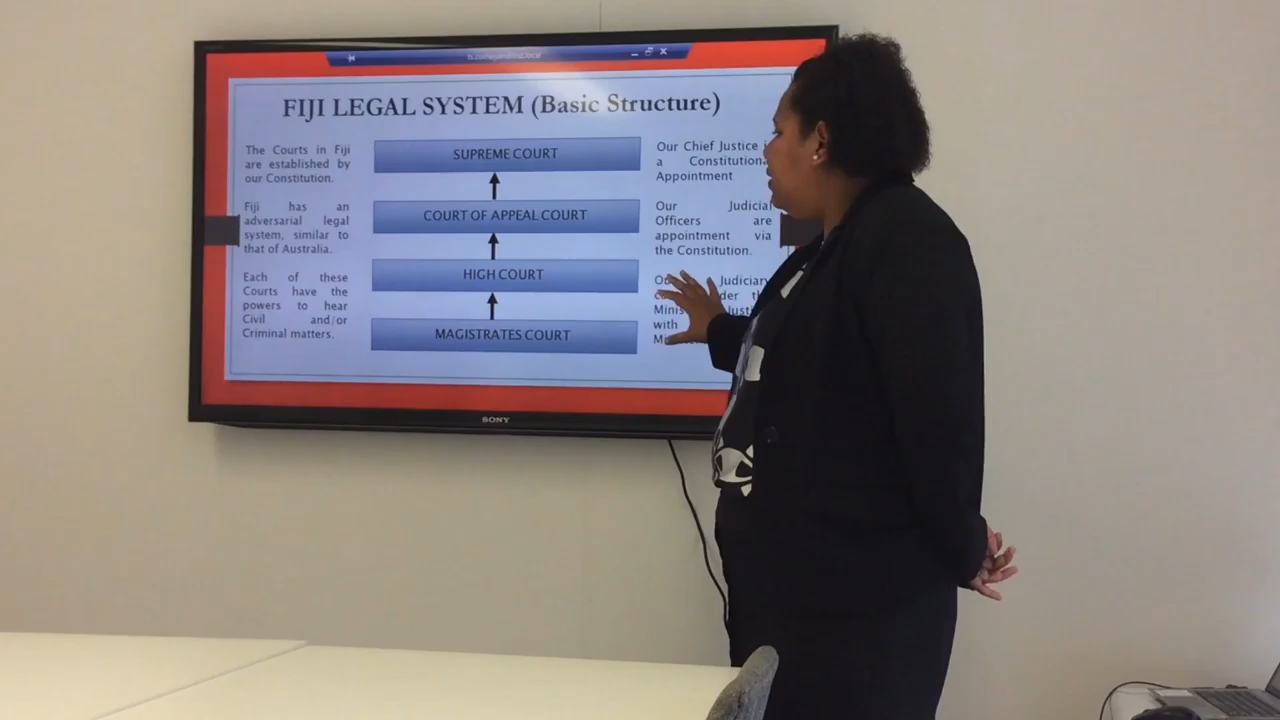 FIJI LEGAL SYSTEM (Basic Structure)
The Courts in Fiji
are established by
our Constitution.
Fiji has an
adversarial legal
system, similar to
that of Australia.
Each of these
Courts have the
powers to hear
Civil and/or
Criminal matters.
SUPREME COURT
COURT OF APPEAL COURT
HIGH COURT
MAGISTRATES COURT
Our Chief Justice
a Constitutiona
Appointment
Our Judicial
Officers are
appointment via
the Constitution.
Judiciary
with
SONY